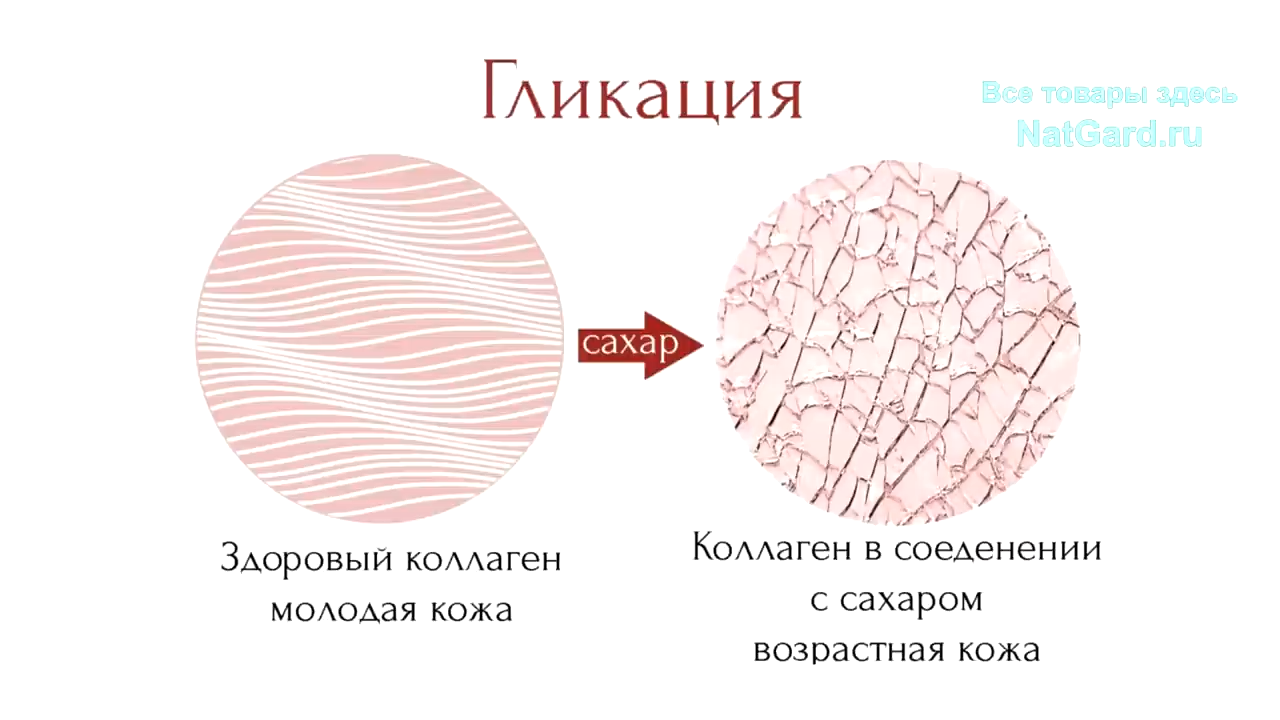 Гликация
Все товары здесь
NatGard.ru
сахар
Здоровый коллаген
молодая кожа
Коллаген в соеденении
с сахаром
возрастная кожа